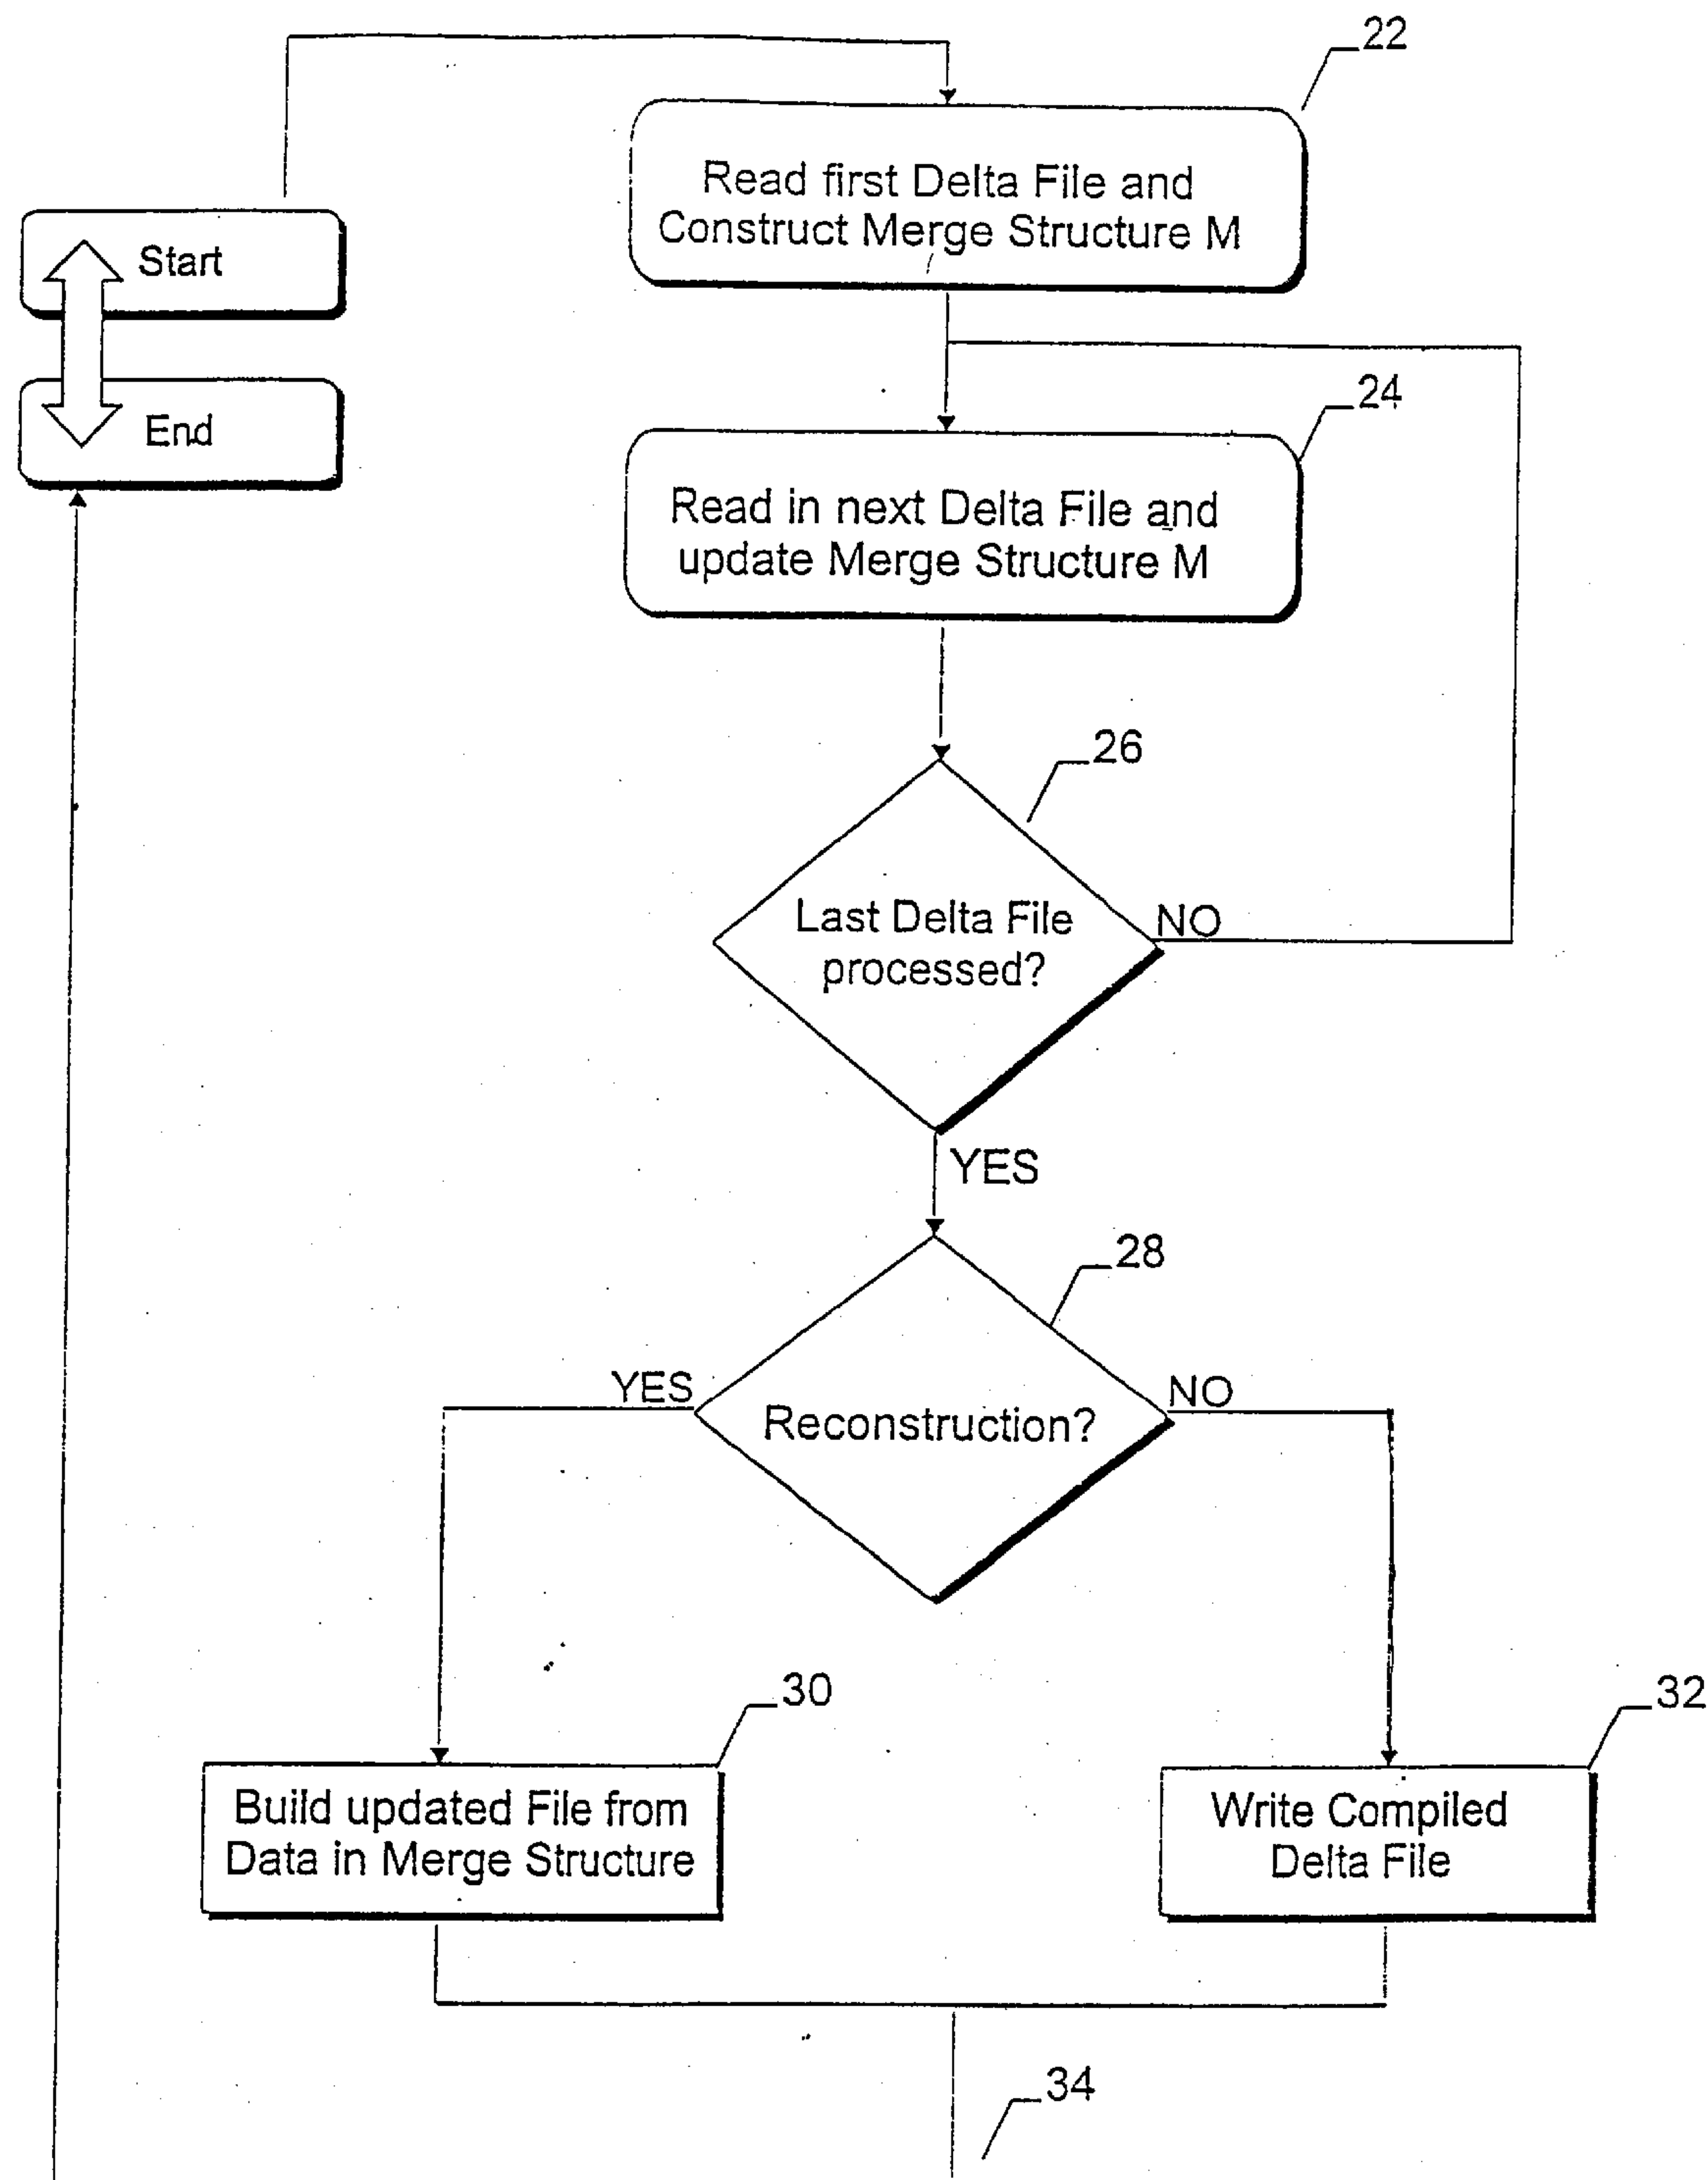 22
Read first Delta File and
Construct Merge Structure M
Start
End
24
Read in next Delta File and
update Merge Structure M
26
Last Delta File
processed?
NO
YES
28
YES
NO
Reconstruction?
30
32
Build updated File from
Data in Merge Structure
Write Compiled
Delta File
34